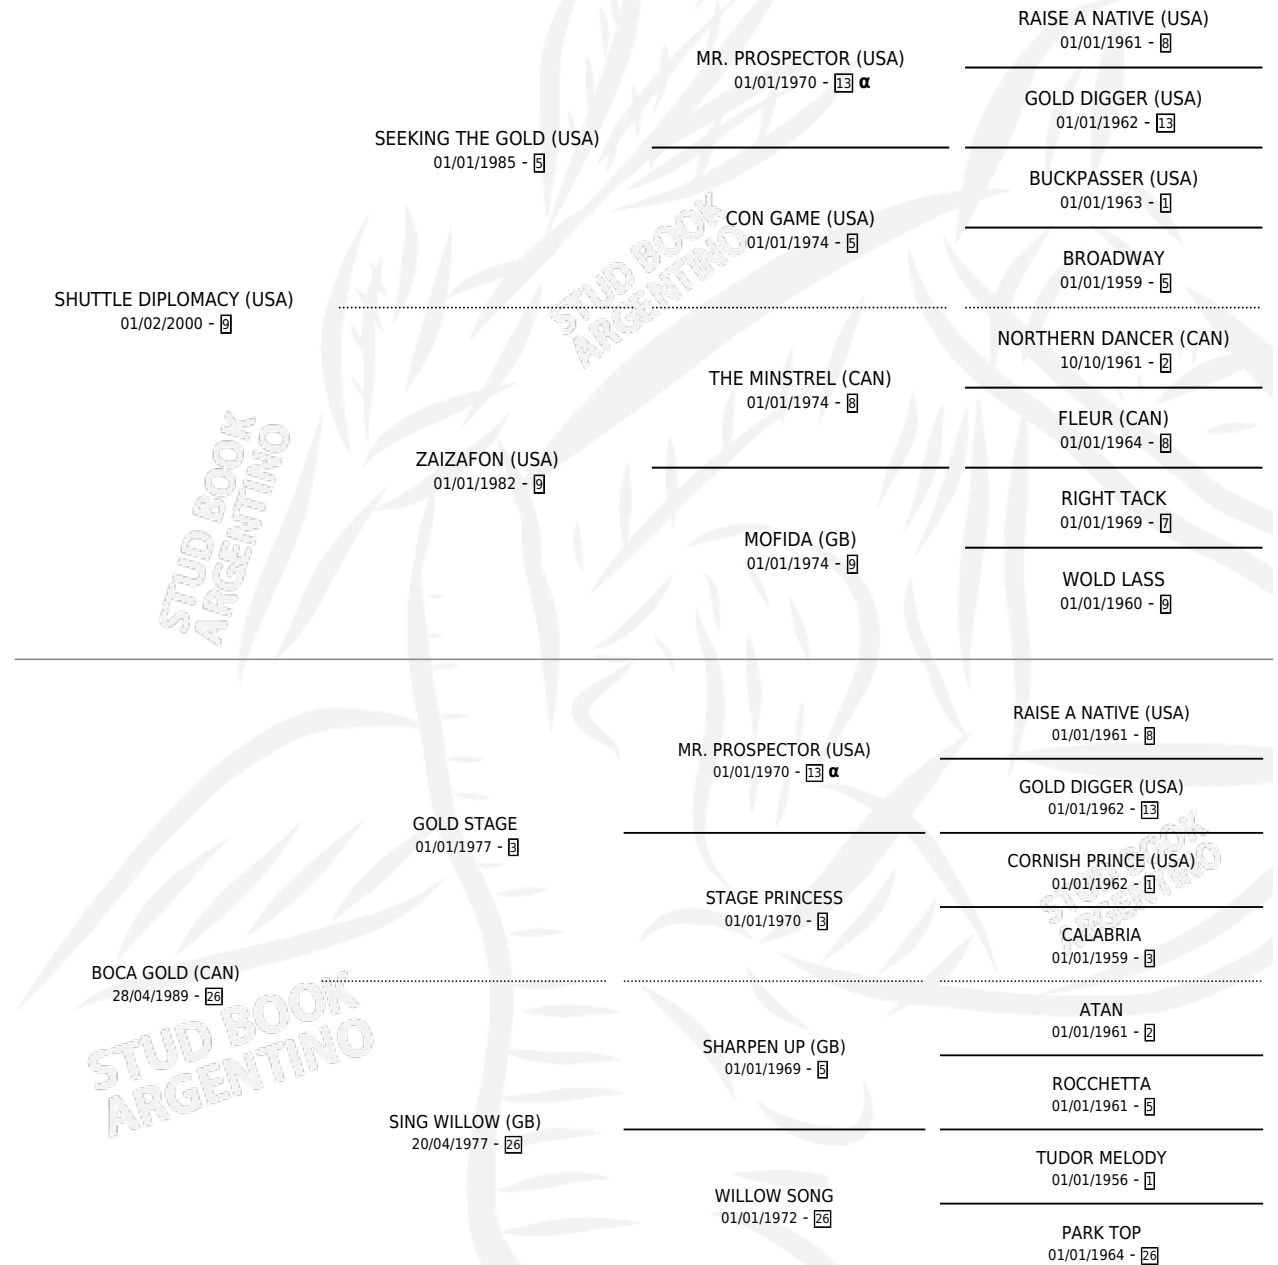 RAISE A NATIVE (USA)
01/01/1961 - 8
MR. PROSPECTOR (USA)
01/01/1970 - 13 α
GOLD DIGGER (USA)
01/01/1962 - 13
SEEKING THE GOLD (USA)
01/01/1985 - 5
BUCKPASSER (USA)
01/01/1963 - 1
CON GAME (USA)
01/01/1974 - 5
BROADWAY
01/01/1959 - 5
SHUTTLE DIPLOMACY (USA)
01/02/2000 - 9
STUD BOOK
ARGENTINO
NORTHERN DANCER (CAN)
10/10/1961 - 2
THE MINSTREL (CAN)
01/01/1974 - 8
FLEUR (CAN)
01/01/1964 - 8
ZAIZAFON (USA)
01/01/1982 - 9
STUD BOOK
ARGENTINO
RIGHT TACK
01/01/1969 - 7
MOFIDA (GB)
01/01/1974 - 9
WOLD LASS
01/01/1960 - 9
RAISE A NATIVE (USA)
01/01/1961 - 8
MR. PROSPECTOR (USA)
01/01/1970 - 13 α
GOLD DIGGER (USA)
01/01/1962 - 13
GOLD STAGE
01/01/1977 - 3
CORNISH PRINCE (USA)
01/01/1962 - 1
STUD BOOK
ARGENTINO
STAGE PRINCESS
01/01/1970 - 3
CALABRIA
01/01/1959 - 3
BOCA GOLD (CAN)
28/04/1989 - 26
STUD BOOK
ARGENTINO
ATAN
01/01/1961 - 2
SHARPEN UP (GB)
01/01/1969 - 5
ROCCHETTA
01/01/1961 - 5
SING WILLOW (GB)
20/04/1977 - 26
TUDOR MELODY
01/01/1956 - 1
WILLOW SONG
01/01/1972 - 26
PARK TOP
01/01/1964 - 26